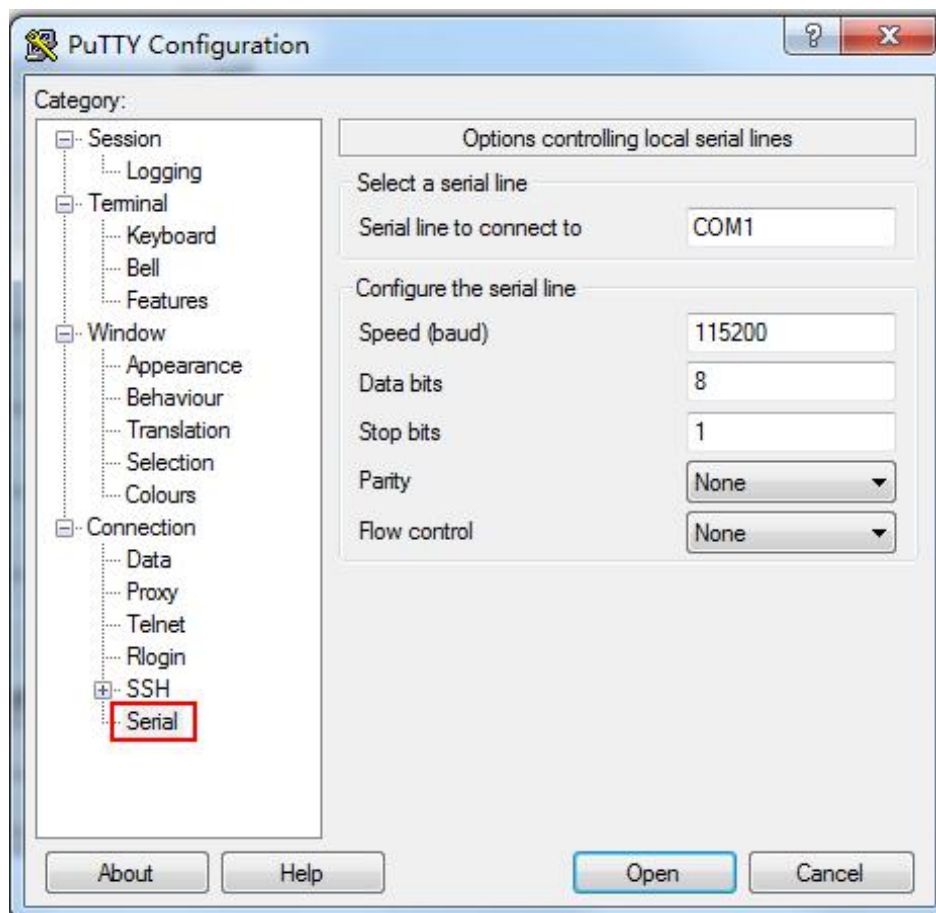 PuTTY Configuration
Category:
Session
Logging
Terminal
Keyboard
Bell
Features
Window
Appearance
Behaviour
Translation
Selection
Colours
Connection
Data
Proxy
Telnet
Rlogin
SSH
Serial
Options controlling local serial lines
Select a serial line
Serial line to connect to COM1
Configure the serial line
Speed (baud) 115200
Data bits 8
Stop bits 1
Parity None
Flow control None
About Help Open Cancel